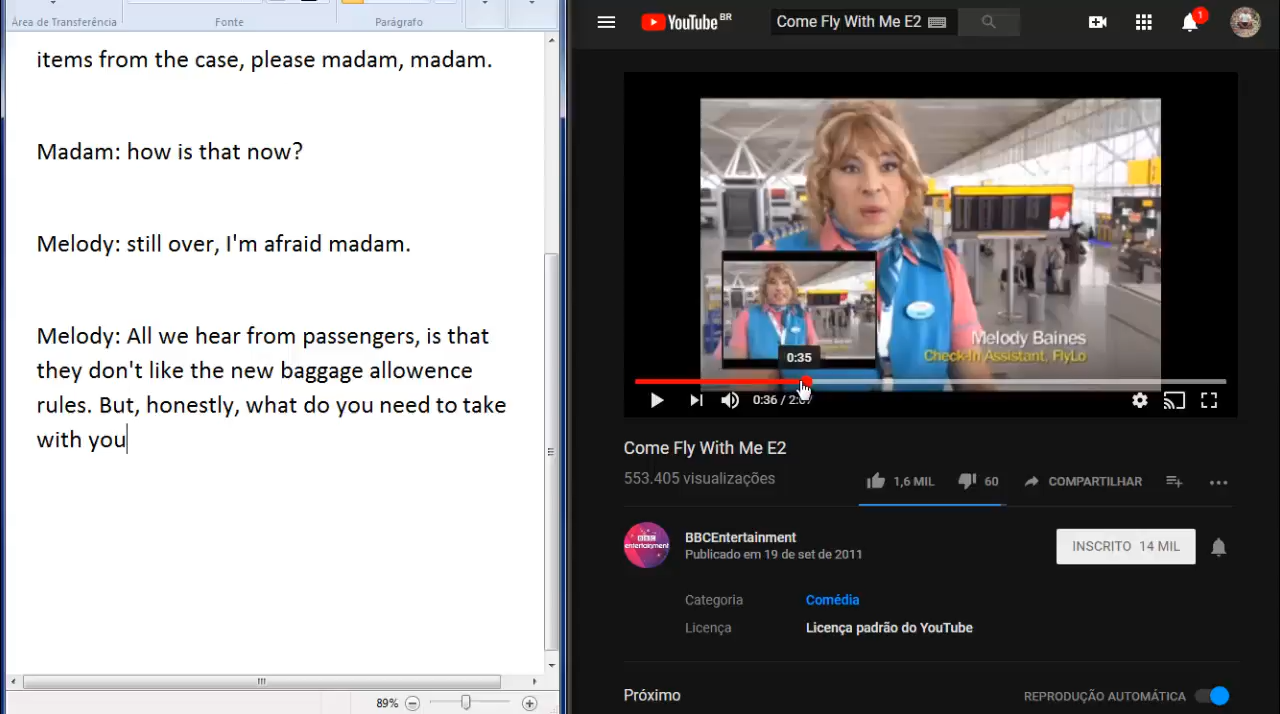 Área de Transferência
Fonte
Parágrafo
items from the case, please madam, madam.
Madam: how is that now?
Melody: still over, I'm afraid madam.
Melody: All we hear from passengers, is that
they don't like the new baggage allowence
rules. But, honestly, what do you need to take
with you
89%
YouTube BR
Come Fly With Me E2
1
Melody Baines
Check-In Assistant, FlyLo
0:35
0:36 / 2:07
Come Fly With Me E2
553.405 visualizações
1,6 MIL
60
COMPARTILHAR
BBC
entertainment
BBCEntertainment
Publicado em 19 de set de 2011
INSCRITO 14 MIL
Categoria
Comédia
Licença
Licença padrão do YouTube
Próximo
REPRODUÇÃO AUTOMÁTICA